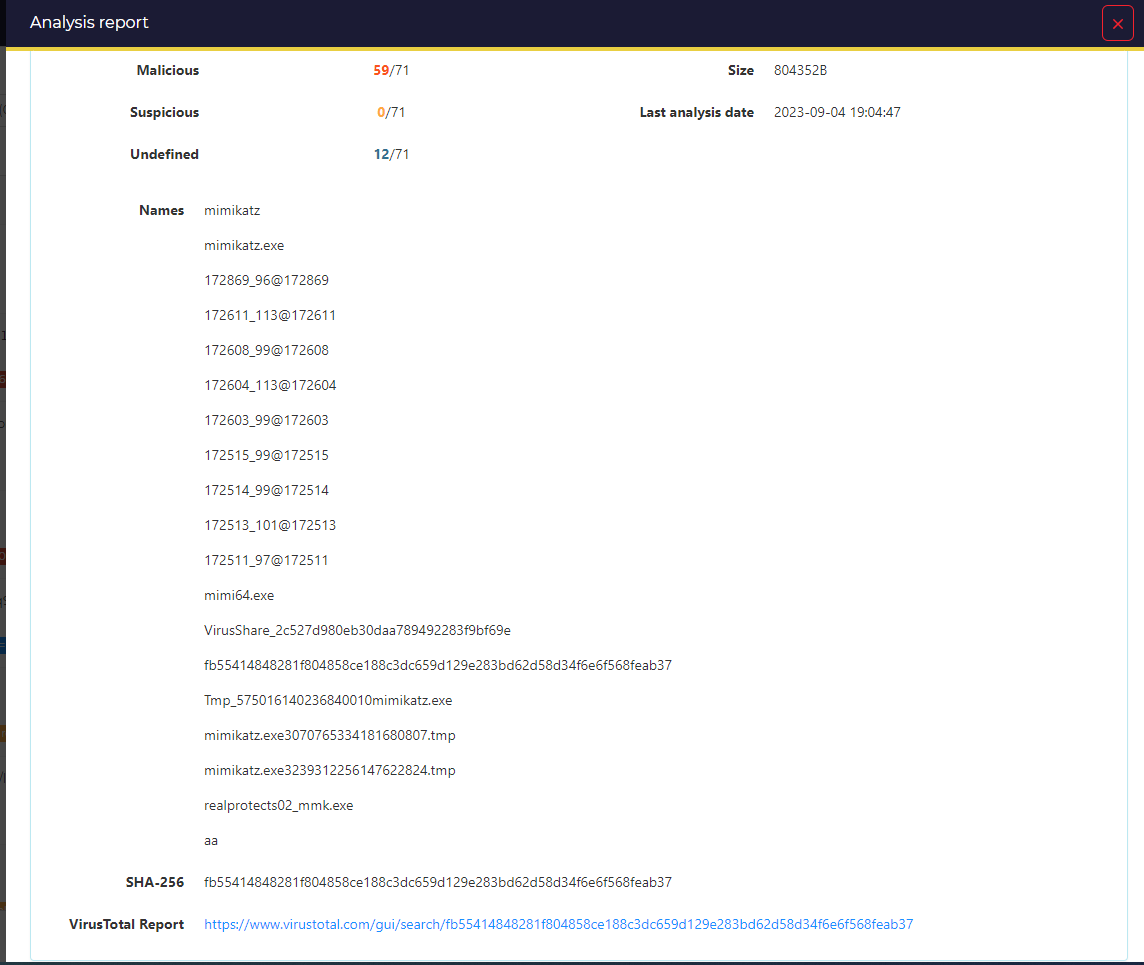 Analysis report
Malicious 59/71 Size 804352B
Suspicious 0/71 Last analysis date 2023-09-04 19:04:47
Undefined 12/71
Names mimikatz
mimikatz.exe
172869_96@172869
172611_113@172611
172608_99@172608
172604_113@172604
172603_99@172603
172515_99@172515
172514_99@172514
172513_101@172513
172511_97@172511
mimi64.exe
VirusShare_2c527d980eb30daa789492283f9bf69e
fb55414848281f804858ce188c3dc659d129e283bd62d58d34f6e6f568feab37
Tmp_575016140236840010mimikatz.exe
mimikatz.exe3070765334181680807.tmp
mimikatz.exe3239312256147622824.tmp
realprotects02_mmk.exe
aa
SHA-256 fb55414848281f804858ce188c3dc659d129e283bd62d58d34f6e6f568feab37
VirusTotal Report https://www.virustotal.com/gui/search/fb55414848281f804858ce188c3dc659d129e283bd62d58d34f6e6f568feab37